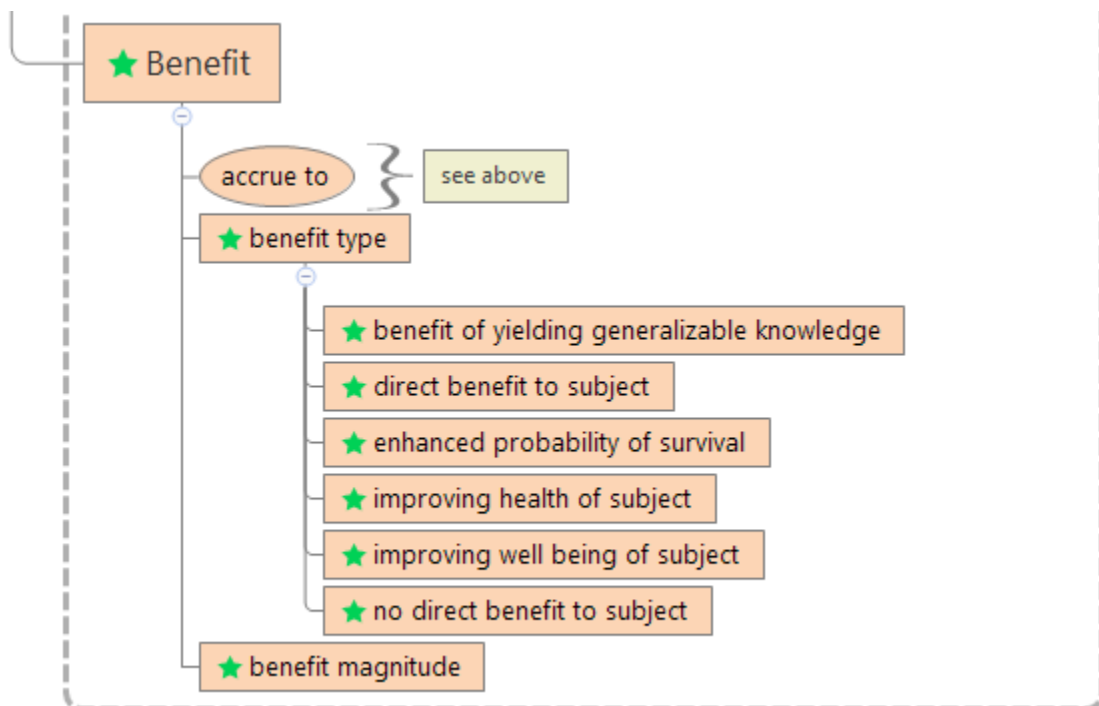 Benefit
accrue to
see above
benefit type
benefit of yielding generalizable knowledge
direct benefit to subject
enhanced probability of survival
improving health of subject
improving well being of subject
no direct benefit to subject
benefit magnitude